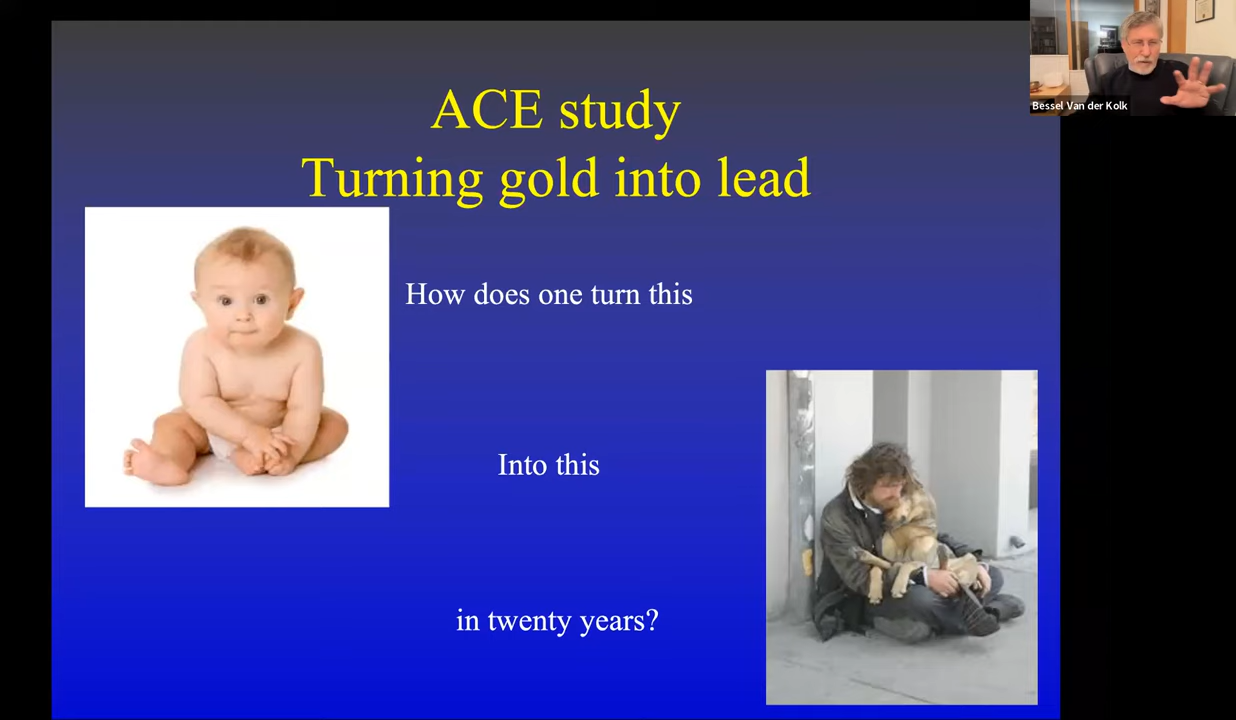 ACE study
Turning gold into lead
How does one turn this
Into this
in twenty years?
Bessel Van der Kolk